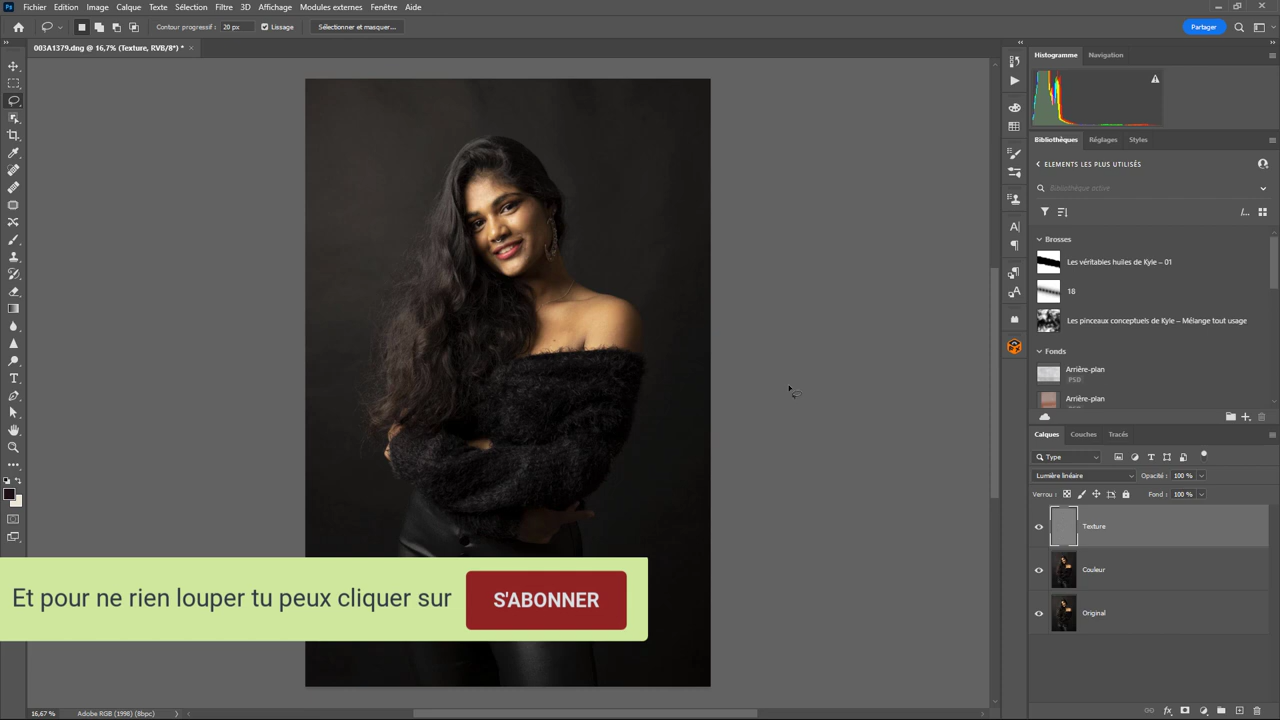 Fichier Edition Image Calque Texte Sélection Filtre 3D Affichage Modules externes Fenêtre Aide
Contour progressif : 20 px Lissage Sélectionner et masquer... Partager
003A1379.dng @ 16,7% (Texture, RVB/8*) *
Histogramme Navigation
Bibliothèques Réglages Styles
ELEMENTS LES PLUS UTILISÉS
Bibliothèque active
Brosses
Les véritables huiles de Kyle – 01
18
Les pinceaux conceptuels de Kyle – Mélange tout usage
Fonds
Arrière-plan
PSD
Arrière-plan
Calques Couches Tracés
Type
Lumière linéaire Opacité : 100 %
Verrou : Fond : 100 %
Texture
Couleur
Original
Et pour ne rien louper tu peux cliquer sur S'ABONNER
16,67 % Adobe RGB (1998) (8bpc)